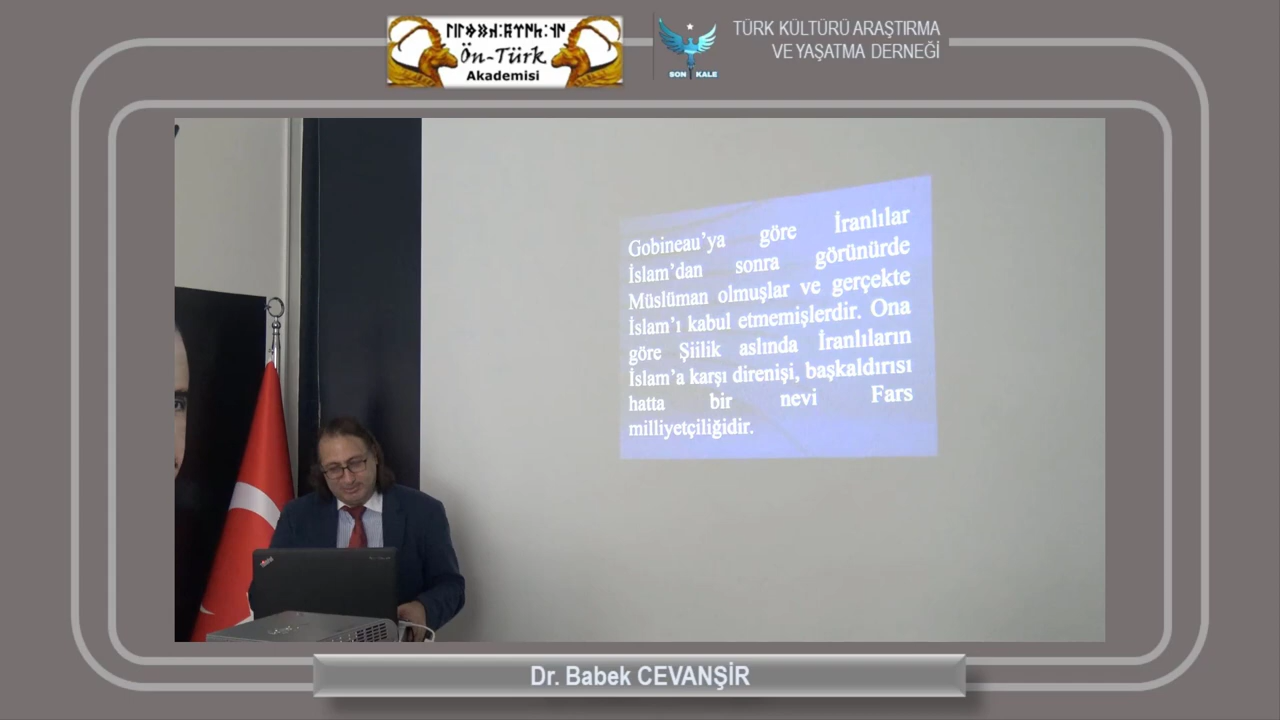 Ön-Türk
Akademisi
SON KALE
TÜRK KÜLTÜRÜ ARAŞTIRMA
VE YAŞATMA DERNEĞİ
Gobineau'ya göre İranlılar
İslam'dan sonra görünürde
Müslüman olmuşlar ve gerçekte
İslam'ı kabul etmemişlerdir. Ona
göre Şiilik aslında İranlıların
İslam'a karşı direnişi, başkaldırısı
hatta bir nevi Fars
milliyetçiliğidir.
Dr. Babek CEVANŞİR